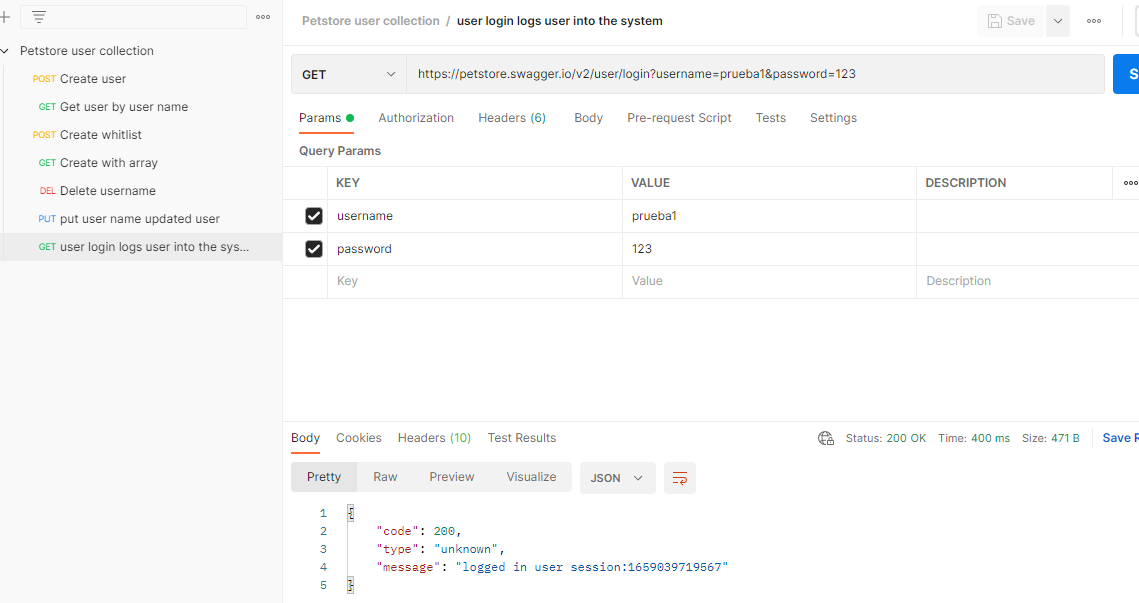 Petstore user collection / user login logs user into the system
Save
Petstore user collection
POST Create user
GET Get user by user name
POST Create whitlist
GET Create with array
DEL Delete username
PUT put user name updated user
GET user login logs user into the sys...
GET https://petstore.swagger.io/v2/user/login?username=prueba1&password=123
S
Params Authorization Headers (6) Body Pre-request Script Tests Settings
Query Params
KEY VALUE DESCRIPTION
username prueba1
password 123
Key Value Description
Body Cookies Headers (10) Test Results Status: 200 OK Time: 400 ms Size: 471 B Save R
Pretty Raw Preview Visualize JSON
1 {
2 "code": 200,
3 "type": "unknown",
4 "message": "logged in user session:1659039719567"
5 }